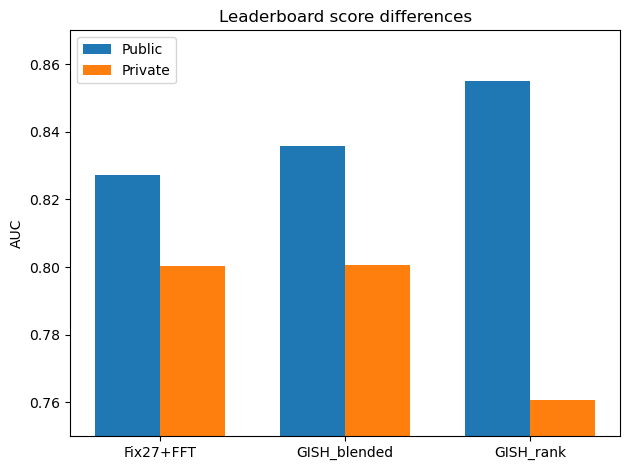 Leaderboard score differences
Public
Private
AUC
0.86
0.84
0.82
0.80
0.78
0.76
Fix27+FFT
GISH_blended
GISH_rank